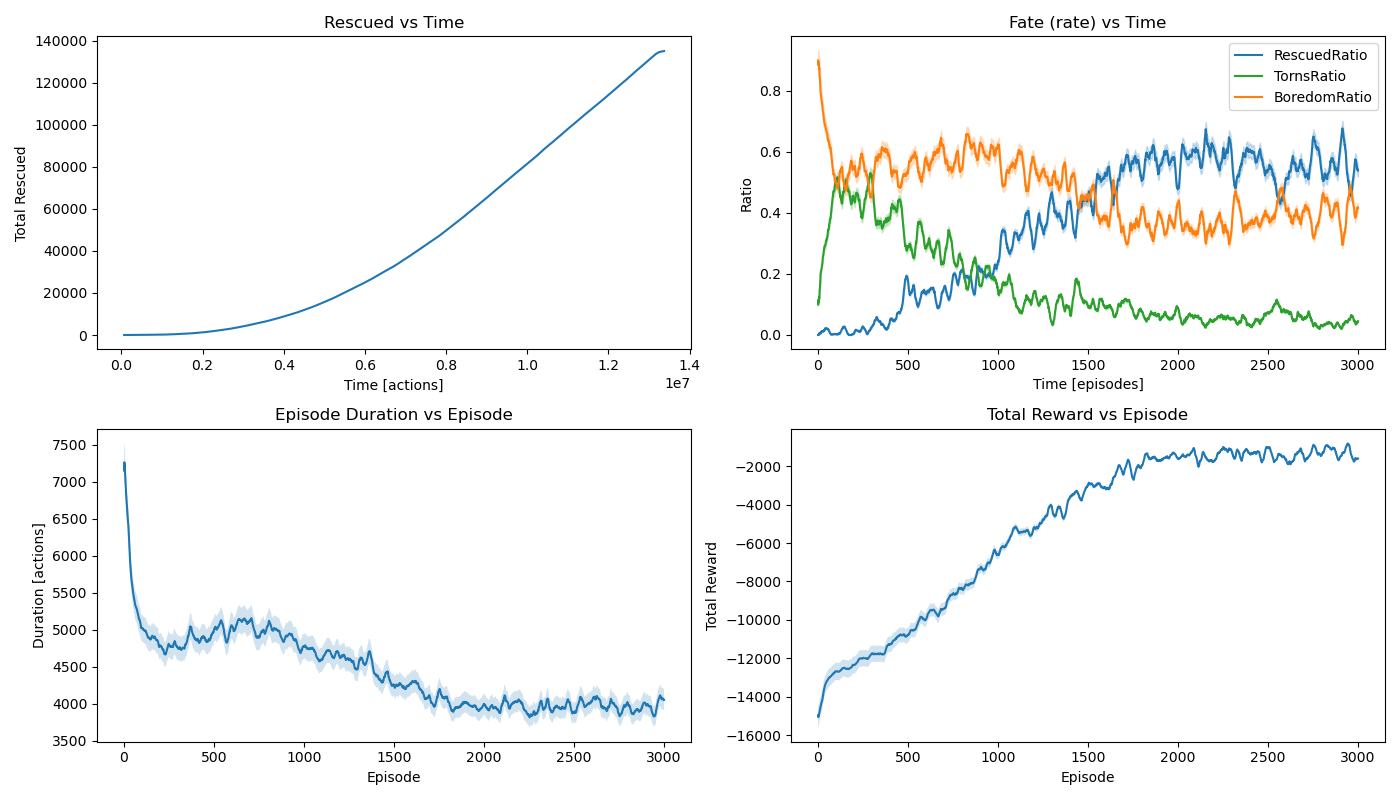 Rescued vs Time
Total Rescued
140000
120000
100000
80000
60000
40000
20000
0
0.0 0.2 0.4 0.6 0.8 1.0 1.2 1.4
1e7
Time [actions]
Fate (rate) vs Time
Ratio
0.8
0.6
0.4
0.2
0.0
RescuedRatio
TornsRatio
BoredomRatio
0 500 1000 1500 2000 2500 3000
Time [episodes]
Episode Duration vs Episode
Duration [actions]
7500
7000
6500
6000
5500
5000
4500
4000
3500
0 500 1000 1500 2000 2500 3000
Episode
Total Reward vs Episode
Total Reward
−2000
−4000
−6000
−8000
−10000
−12000
−14000
−16000
0 500 1000 1500 2000 2500 3000
Episode